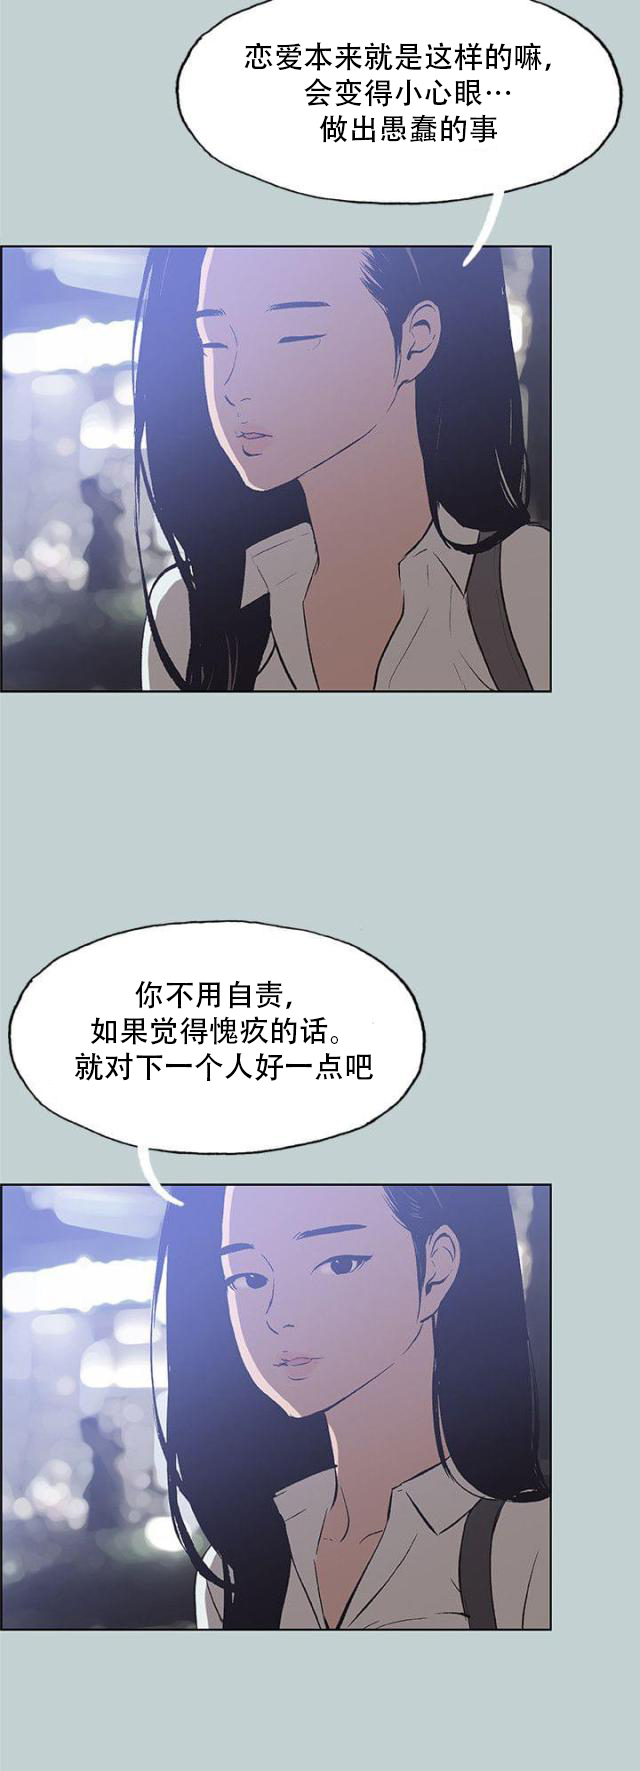 恋爱本来就是这样的嘛,
会变得小心眼…
做出愚蠢的事
你不用自责,
如果觉得愧疚的话。
就对下一个人好一点吧